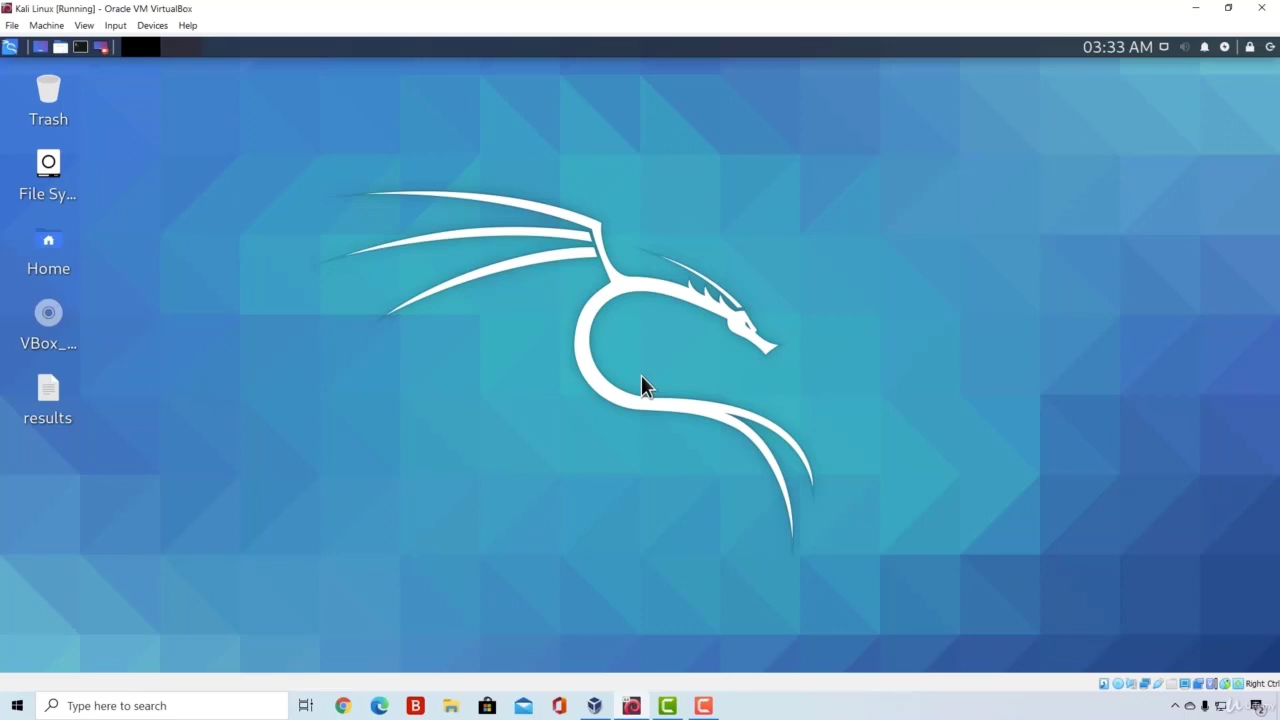 Kali Linux [Running] - Oracle VM VirtualBox
File Machine View Input Devices Help
03:33 AM
Trash
File Sy...
Home
VBox_...
results
Right Ctrl
Type here to search